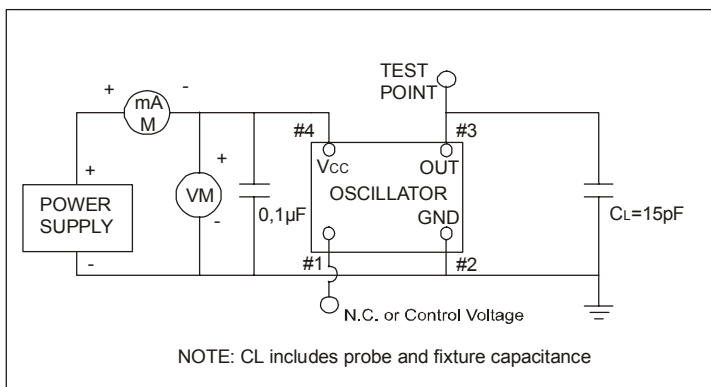 TEST
POINT
+
-
mA
M
#4
#3
VCC
OUT
+
+
OSCILLATOR
VM
POWER
SUPPLY
0,1µF
GND
CL=15pF
-
-
#1
#2
N.C. or Control Voltage
NOTE: CL includes probe and fixture capacitance